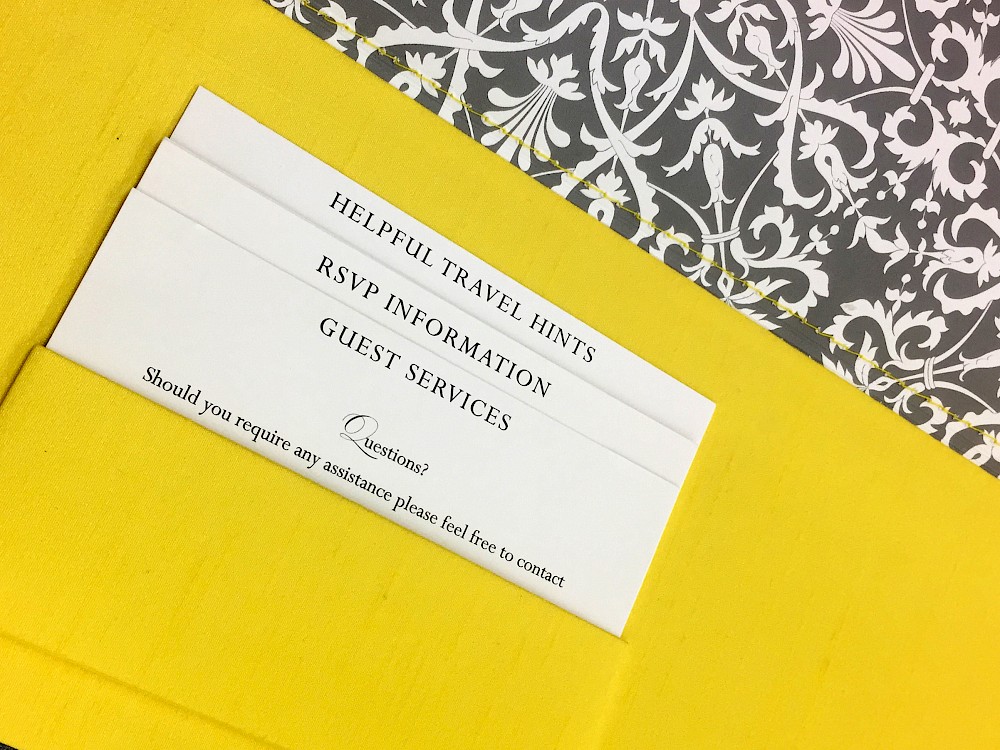 HELPFUL TRAVEL HINTS
RSVP INFORMATION
GUEST SERVICES
Questions?
Should you require any assistance please feel free to contact